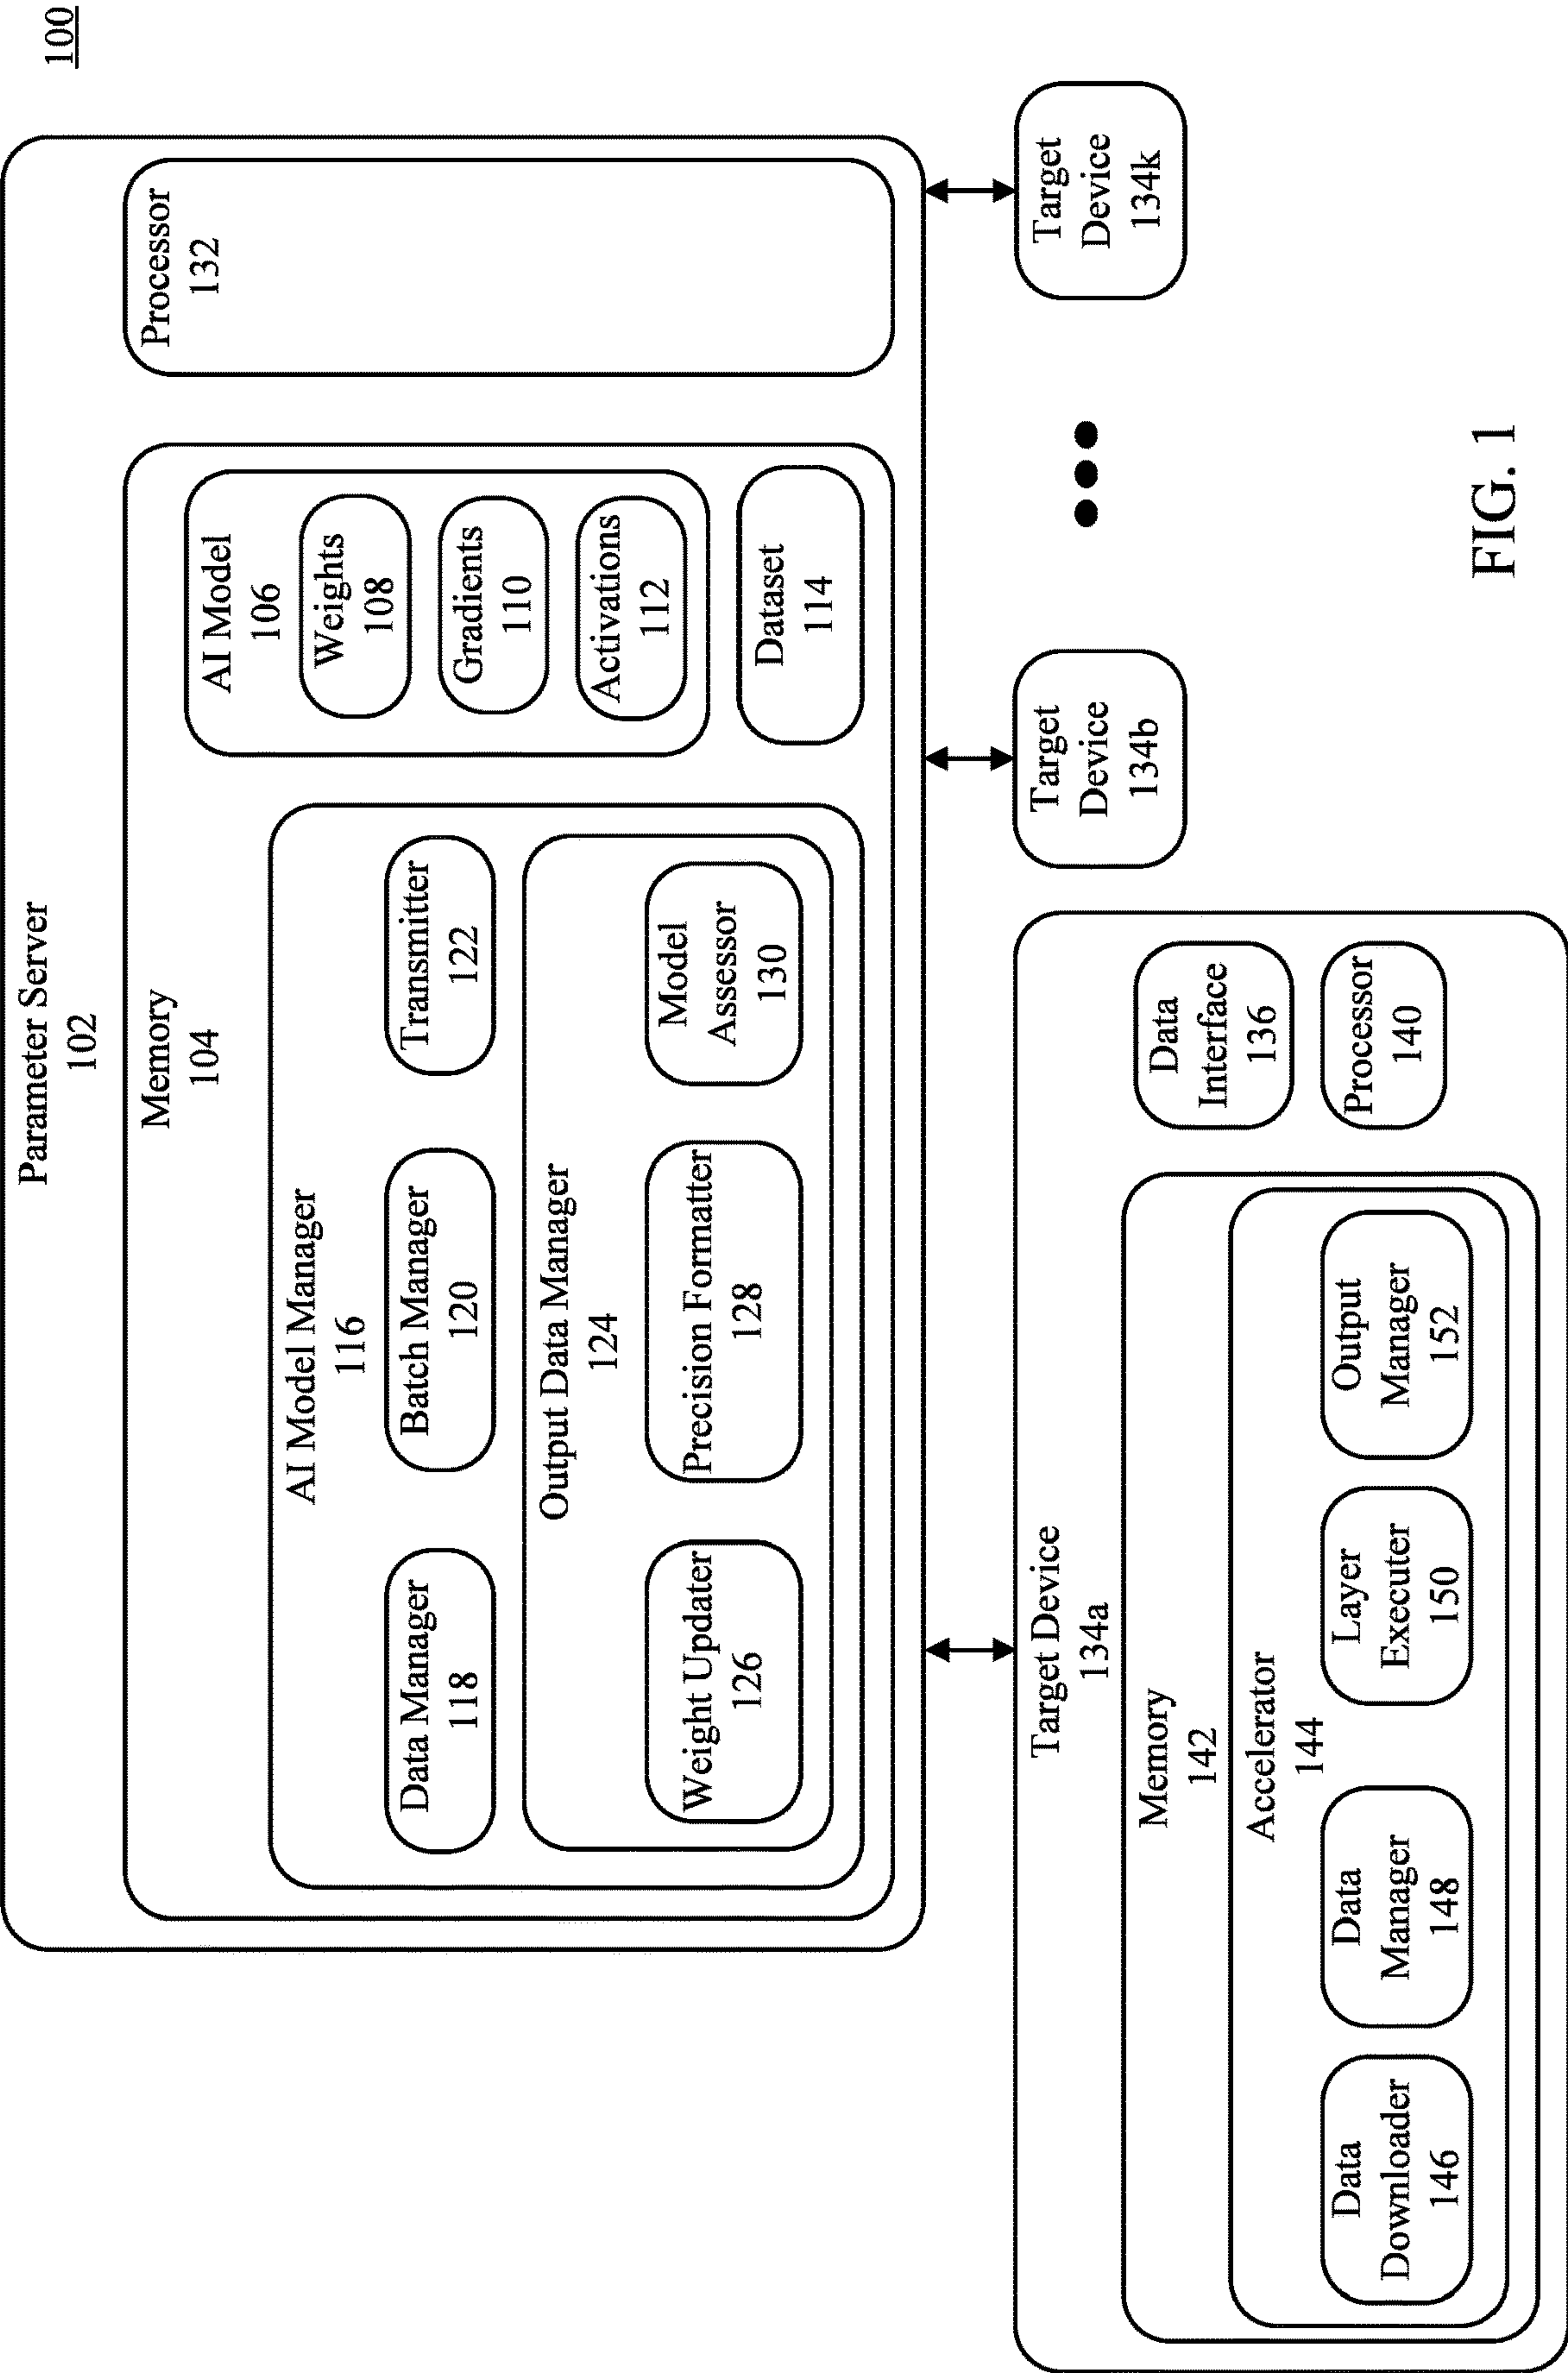 100
Parameter Server
102
Memory
104
AI Model Manager
116
Data Manager
118
Batch Manager
120
Transmitter
122
Output Data Manager
124
Weight Updater
126
Precision Formatter
128
Model
Assessor
130
AI Model
106
Weights
108
Gradients
110
Activations
112
Dataset
114
Processor
132
Target Device
134a
Memory
142
Accelerator
144
Data
Downloader
146
Data
Manager
148
Layer
Executer
150
Output
Manager
152
Data
Interface
136
Processor
140
Target
Device
134b
Target
Device
134k
FIG. 1